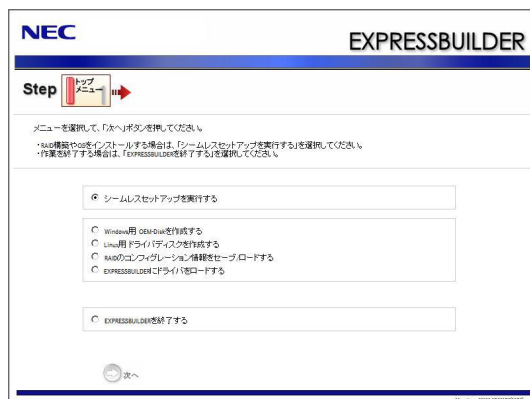 NEC
EXPRESSBUILDER
Step
トップ
メニュー
メニューを選択して、「次へ」ボタンを押してください。
・RAID構築やOSをインストールする場合は、「シームレスセットアップを実行する」を選択してください。
・作業を終了する場合は、「EXPRESSBUILDERを終了する」を選択してください。
シームレスセットアップを実行する
Windows用 OEM-Diskを作成する
Linux用 ドライバディスクを作成する
RAIDのコンフィグレーション情報をセーブ/ロードする
EXPRESSBUILDERにドライバをロードする
EXPRESSBUILDERを終了する
次へ